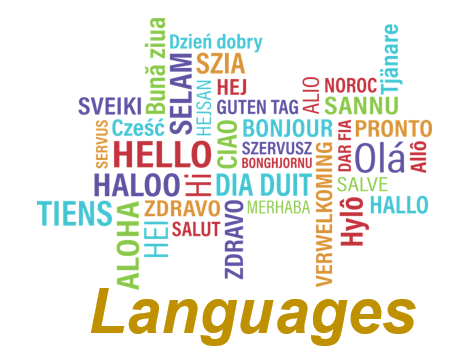 Bună ziua
Dzień dobry
SELAM
SZIA
Tjänare
HEJ
ALIO
NOROC
SVEIKI
HEJSAN
GUTEN TAG
SANNU
SERVUS
Cześć
CIAO
BONJOUR
DAR FIA
PRONTO
HELLO
SZERVUSZ
BONGHJORNU
Olá
Allô
HALOO
Hi
DIA DUIT
VERWELKOMING
SALVE
TIENS
ALOHA
ZDRAVO
HEI
SALUT
ZDRAVO
MERHABA
Hylô
HALLO
Languages